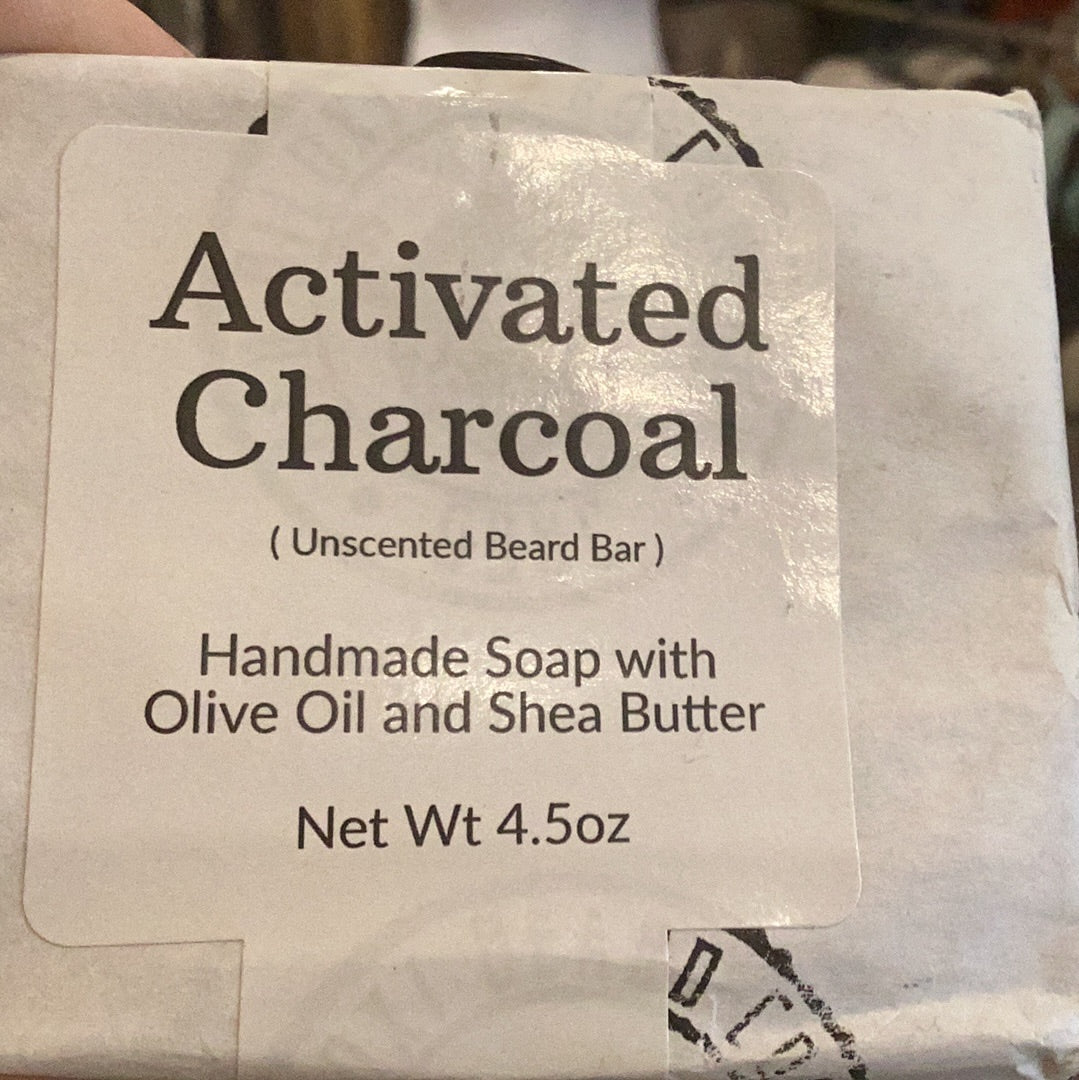 Activated
Charcoal
( Unscented Beard Bar )
Handmade Soap with
Olive Oil and Shea Butter
Net Wt 4.5oz